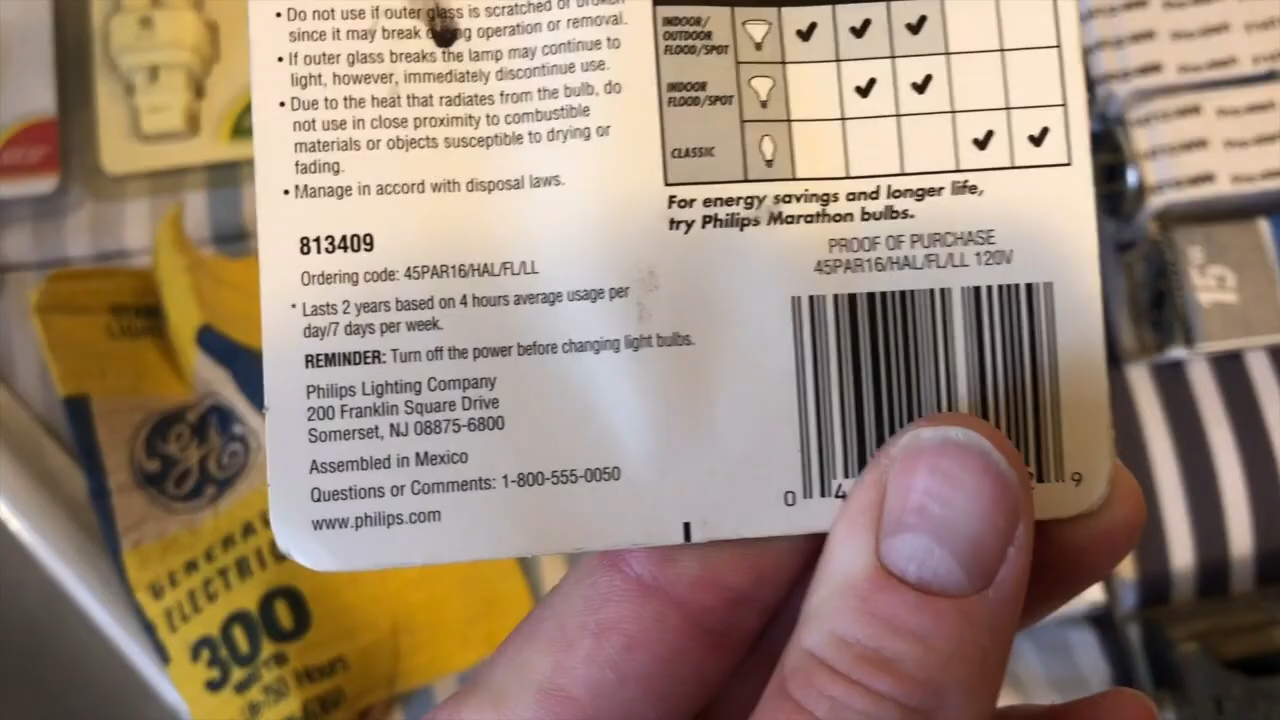 • Do not use if outer glass is scratched or broken
since it may break during operation or removal.
• If outer glass breaks the lamp may continue to
light, however, immediately discontinue use.
• Due to the heat that radiates from the bulb, do
not use in close proximity to combustible
materials or objects susceptible to drying or
fading.
• Manage in accord with disposal laws.
813409
Ordering code: 45PAR16/HAL/FL/LL
* Lasts 2 years based on 4 hours average usage per
day/7 days per week.
REMINDER: Turn off the power before changing light bulbs.
Philips Lighting Company
200 Franklin Square Drive
Somerset, NJ 08875-6800
Assembled in Mexico
Questions or Comments: 1-800-555-0050
www.philips.com
INDOOR/
OUTDOOR
FLOOD/SPOT
INDOOR
FLOOD/SPOT
CLASSIC
For energy savings and longer life,
try Philips Marathon bulbs.
PROOF OF PURCHASE
45PAR16/HAL/FL/LL 120V
0 4 9
GE
GENERAL
ELECTRIC
300
WATTS
750 Hours
15